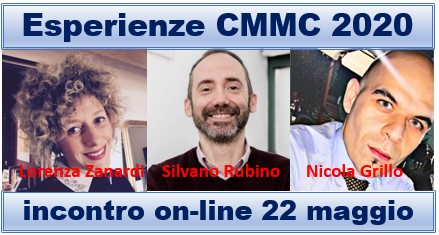 Esperienze CMMC 2020
Lorenza Zanardi Silvano Rubino Nicola Grillo
incontro on-line 22 maggio